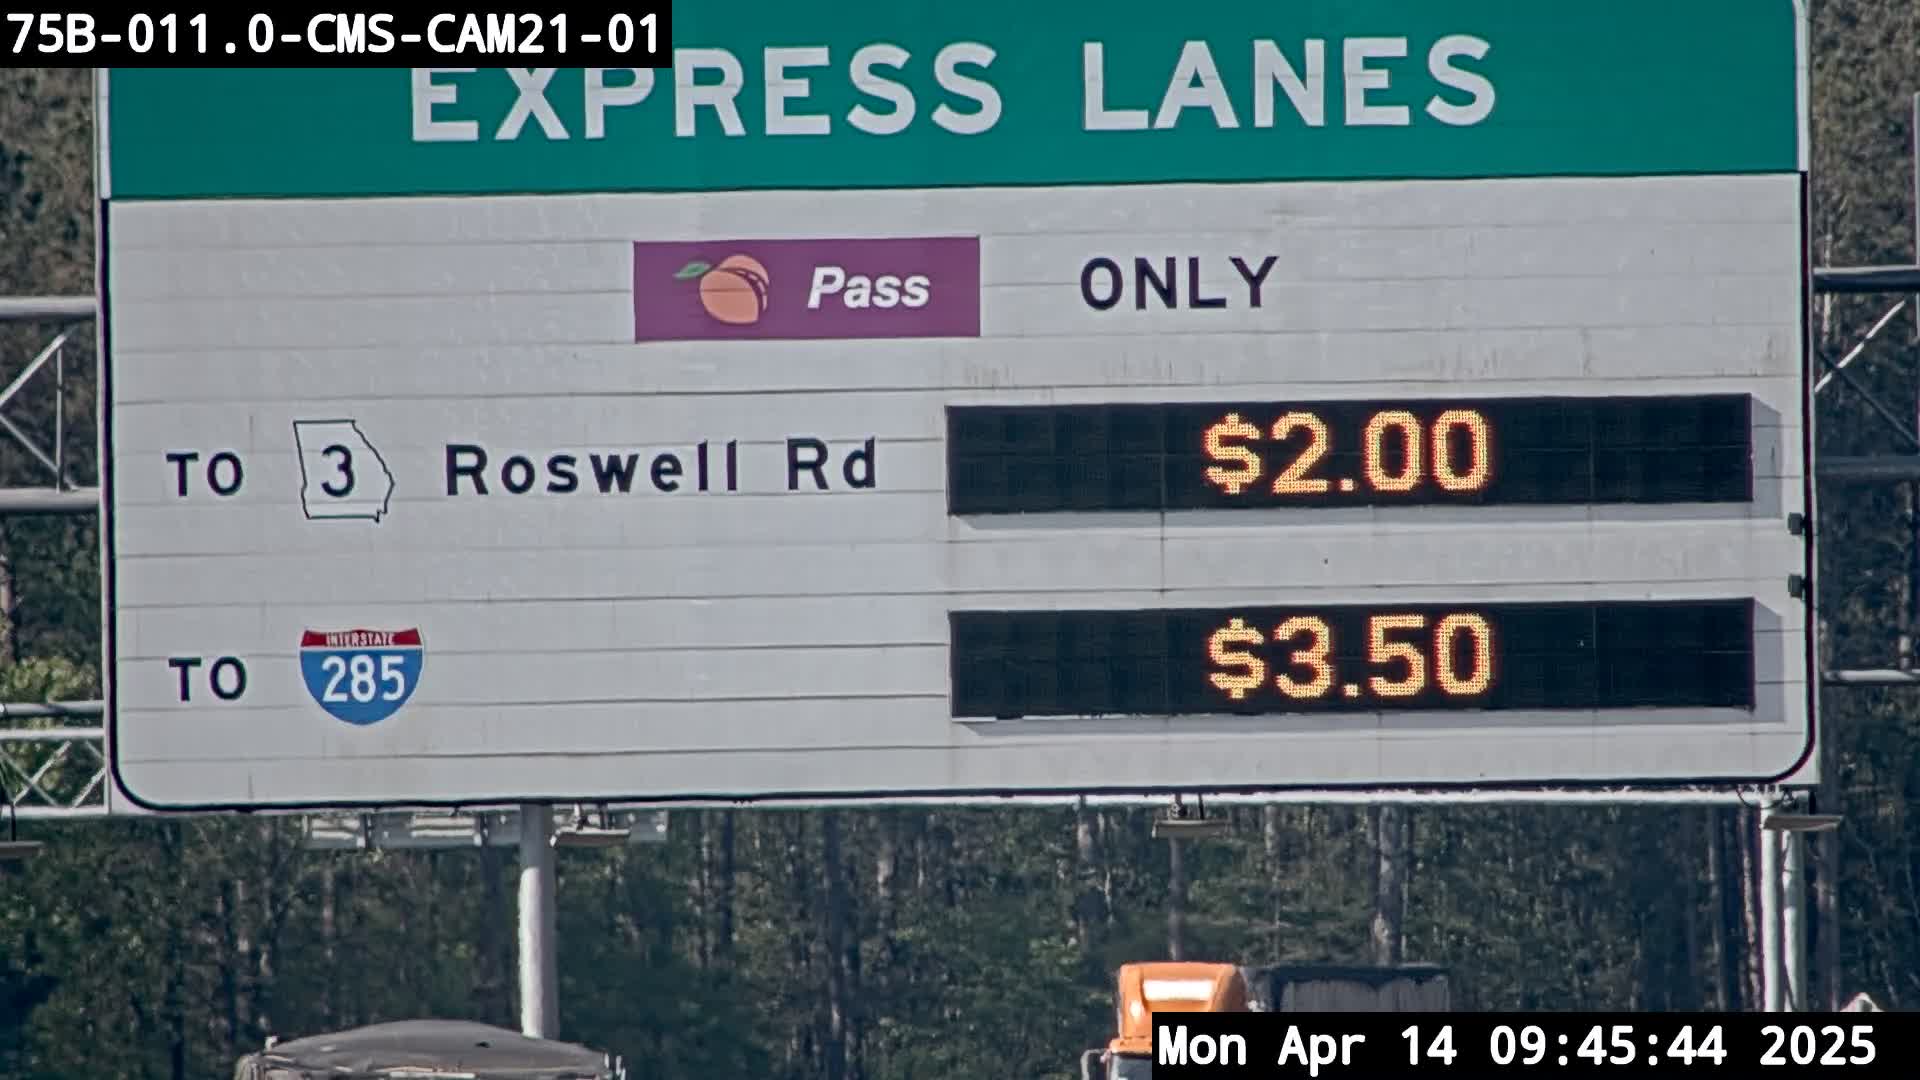 75B-011.0-CMS-CAM21-01
EXPRESS LANES
Pass ONLY
TO 3 Roswell Rd $2.00
INTERSTATE
TO 285 $3.50
Mon Apr 14 09:45:44 2025